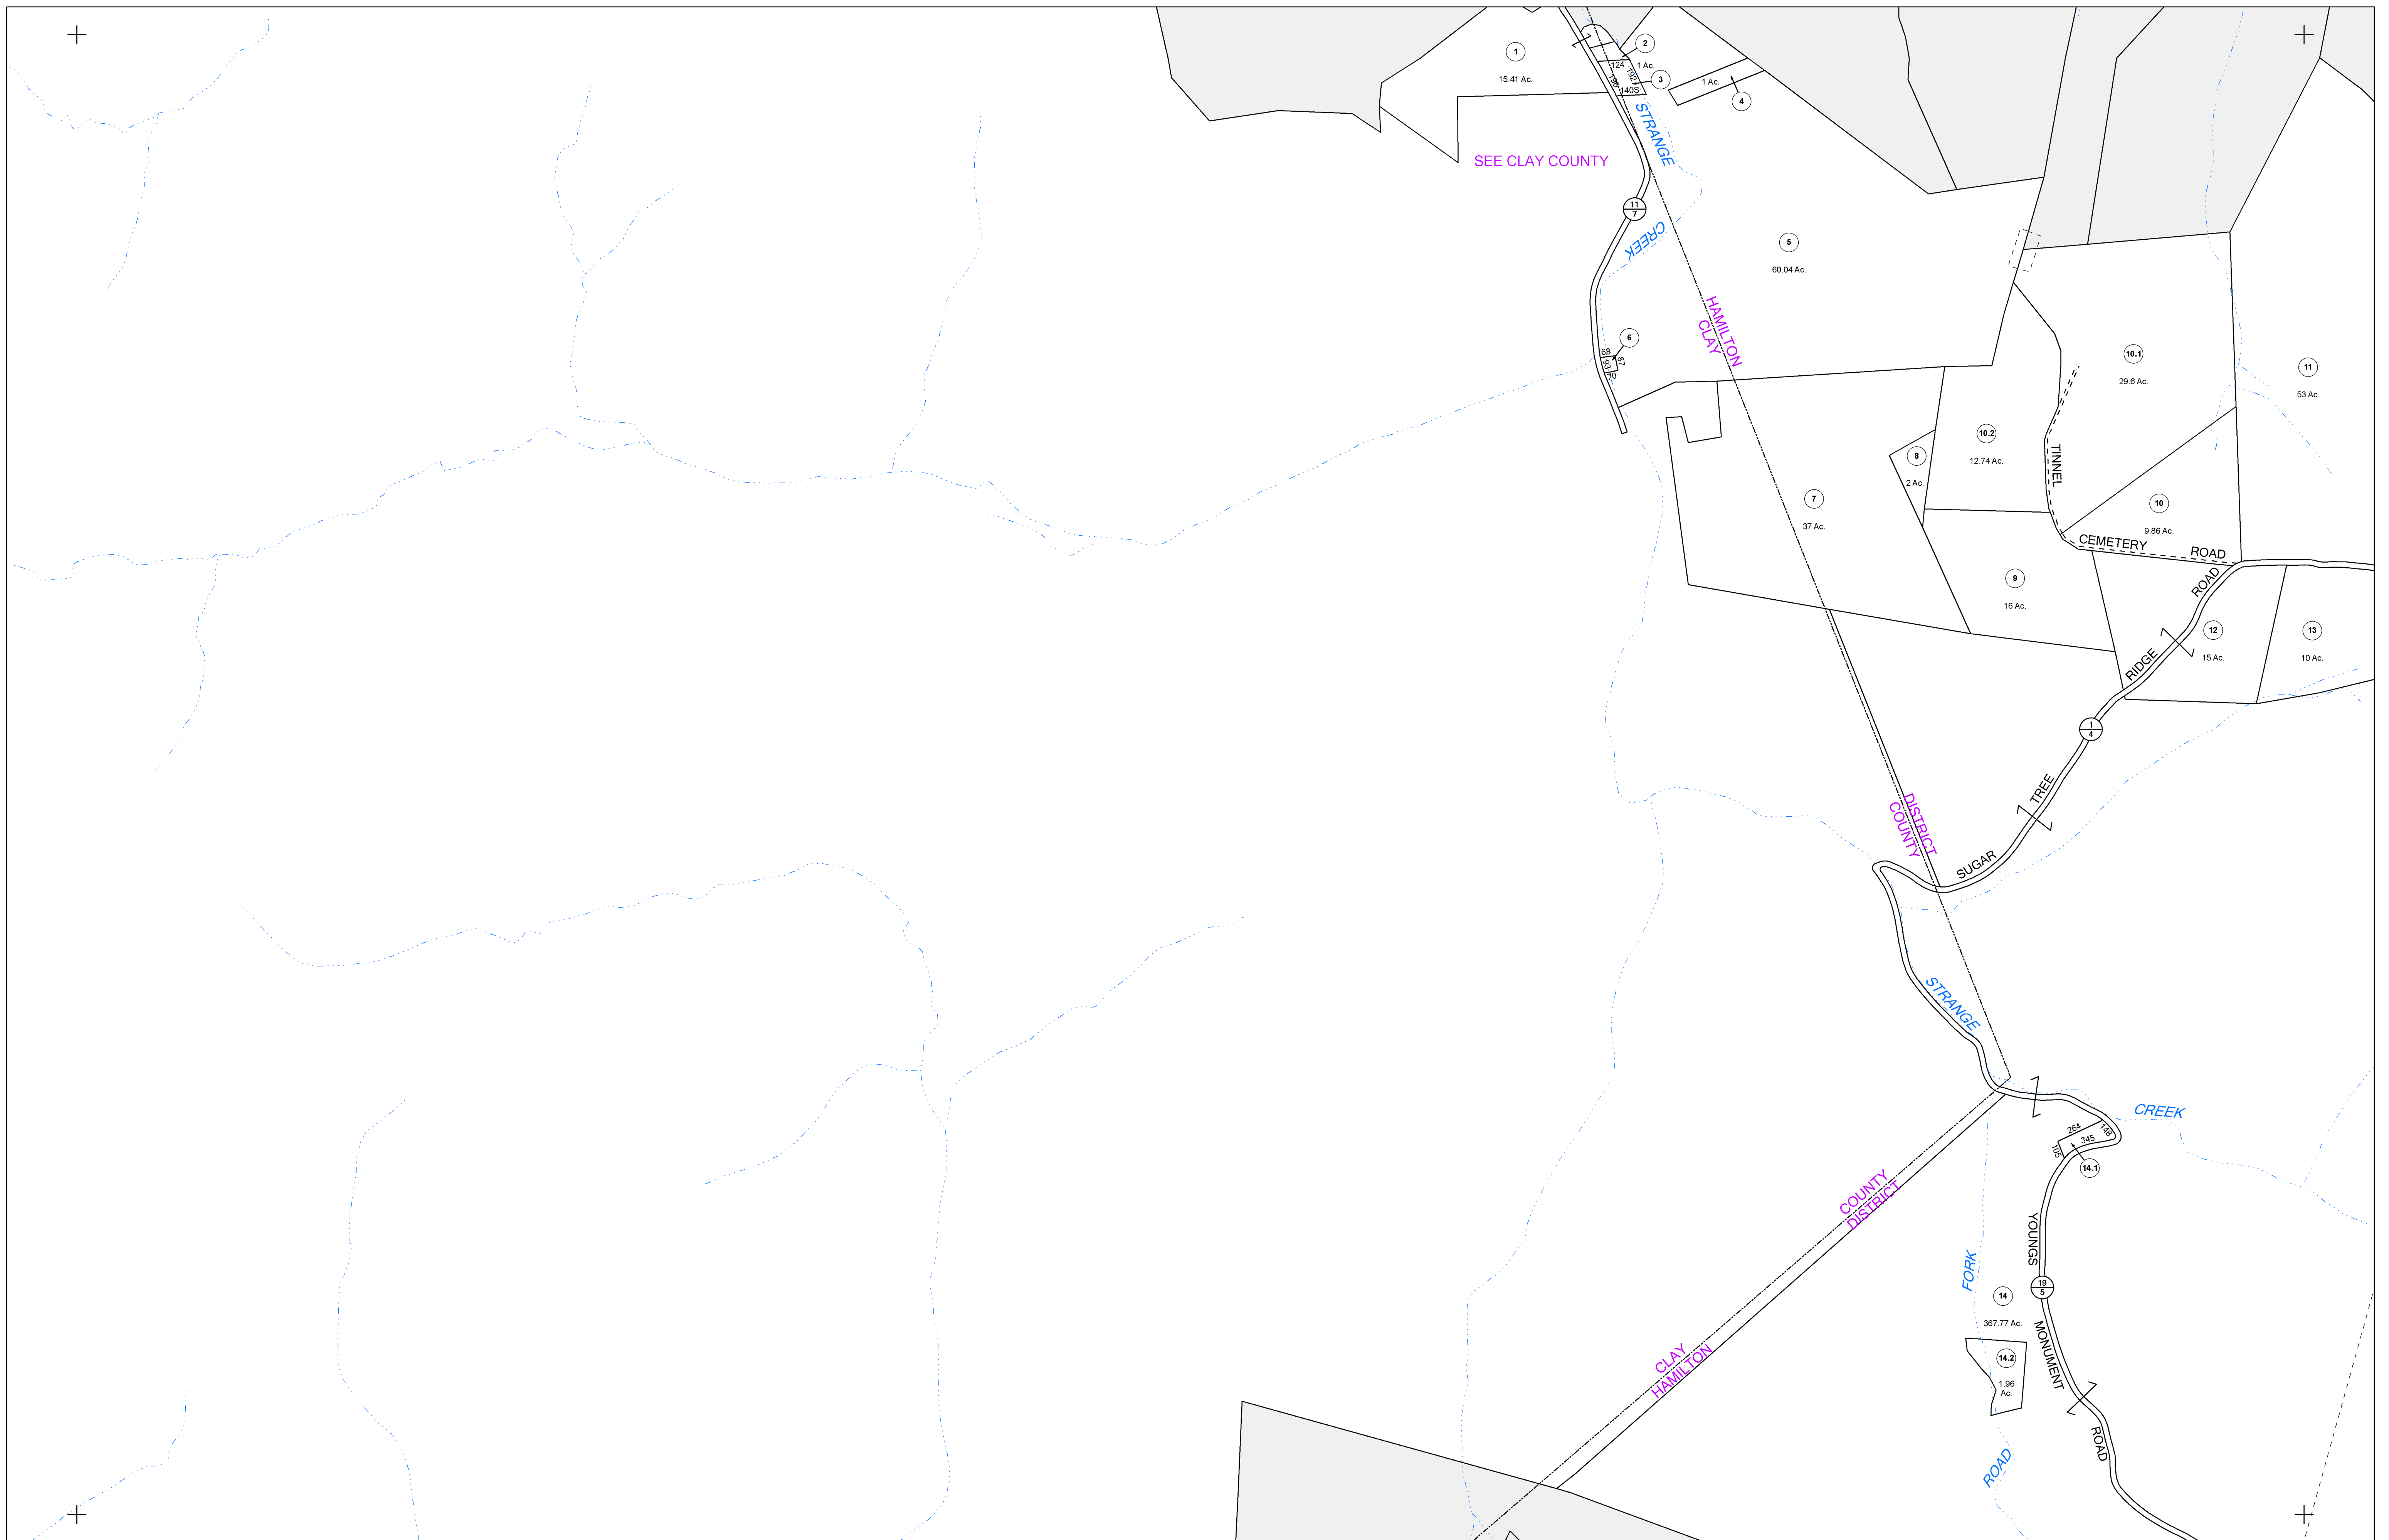 1
15.41 Ac.
2
1 Ac.
124
192
190
3
140S
1 Ac.
4
STRANGE
CREEK
SEE CLAY COUNTY
11
7
5
60.04 Ac.
HAMILTON
CLAY
6
68
87
93
70
10.1
29.6 Ac.
11
53 Ac.
10.2
12.74 Ac.
8
2 Ac.
TINNEL
7
37 Ac.
10
9.86 Ac.
CEMETERY
ROAD
9
16 Ac.
ROAD
RIDGE
12
15 Ac.
13
10 Ac.
1
4
TREE
DISTRICT
COUNTY
SUGAR
STRANGE
CREEK
264
148
345
105
14.1
COUNTY
DISTRICT
YOUNGS
FORK
19
5
14
367.77 Ac.
MONUMENT
CLAY
HAMILTON
14.2
1.96
Ac.
ROAD
ROAD